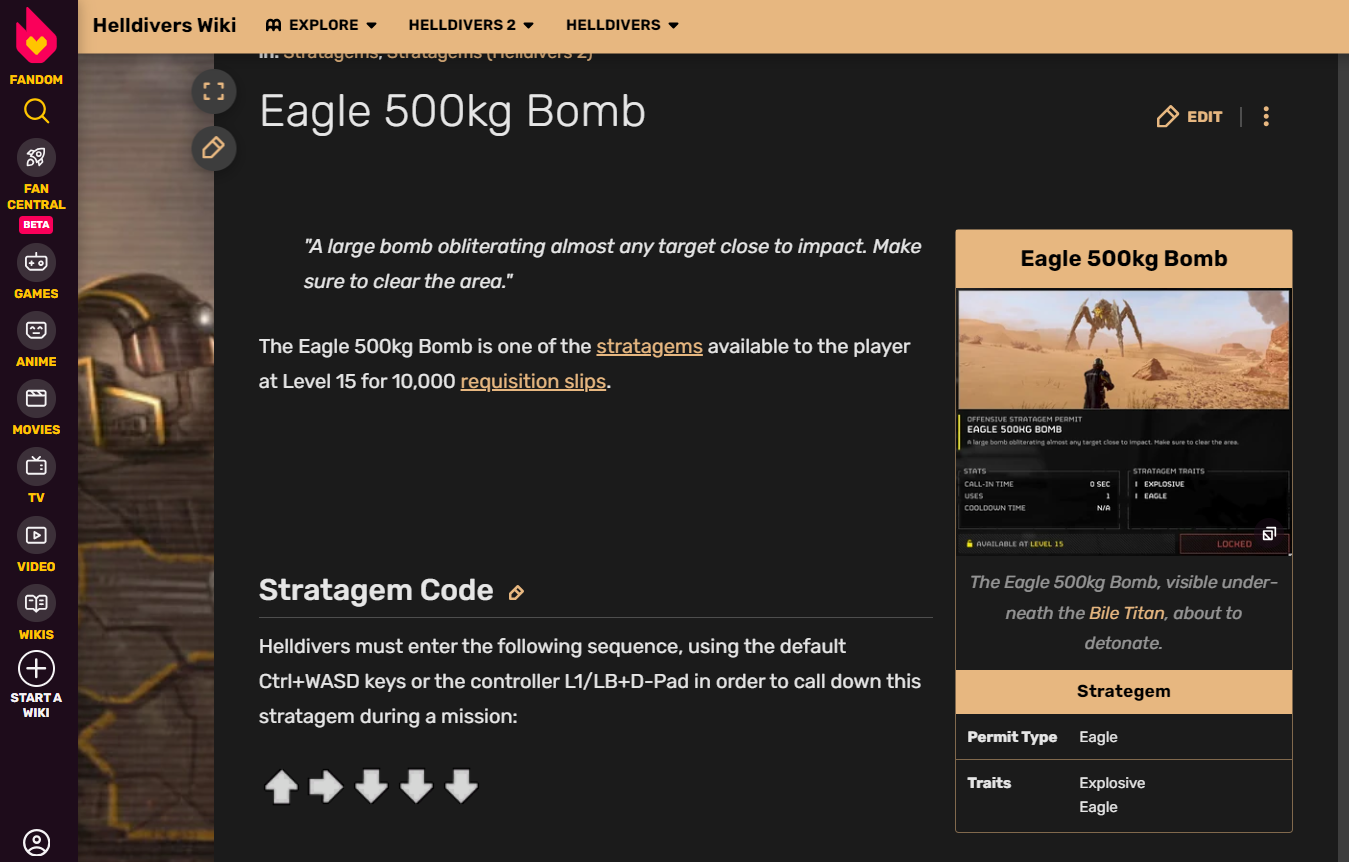 Helldivers Wiki
EXPLORE
HELLDIVERS 2
HELLDIVERS
FANDOM
FAN
CENTRAL
BETA
GAMES
ANIME
MOVIES
TV
VIDEO
WIKIS
START A
WIKI
in: Stratagems, Stratagems (Helldivers 2)
Eagle 500kg Bomb
EDIT
"A large bomb obliterating almost any target close to impact. Make
sure to clear the area."
The Eagle 500kg Bomb is one of the stratagems available to the player
at Level 15 for 10,000 requisition slips.
Stratagem Code
Helldivers must enter the following sequence, using the default
Ctrl+WASD keys or the controller L1/LB+D-Pad in order to call down this
stratagem during a mission:
Eagle 500kg Bomb
OFFENSIVE STRATAGEM PERMIT
EAGLE 500KG BOMB
A large bomb obliterating almost any target close to impact. Make sure to clear the area.
STATS
CALL-IN TIME 0 SEC
USES 1
COOLDOWN TIME N/A
STRATAGEM TRAITS
EXPLOSIVE
EAGLE
AVAILABLE AT LEVEL 15
LOCKED
The Eagle 500kg Bomb, visible under-
neath the Bile Titan, about to
detonate.
Strategem
Permit Type Eagle
Traits Explosive
Eagle